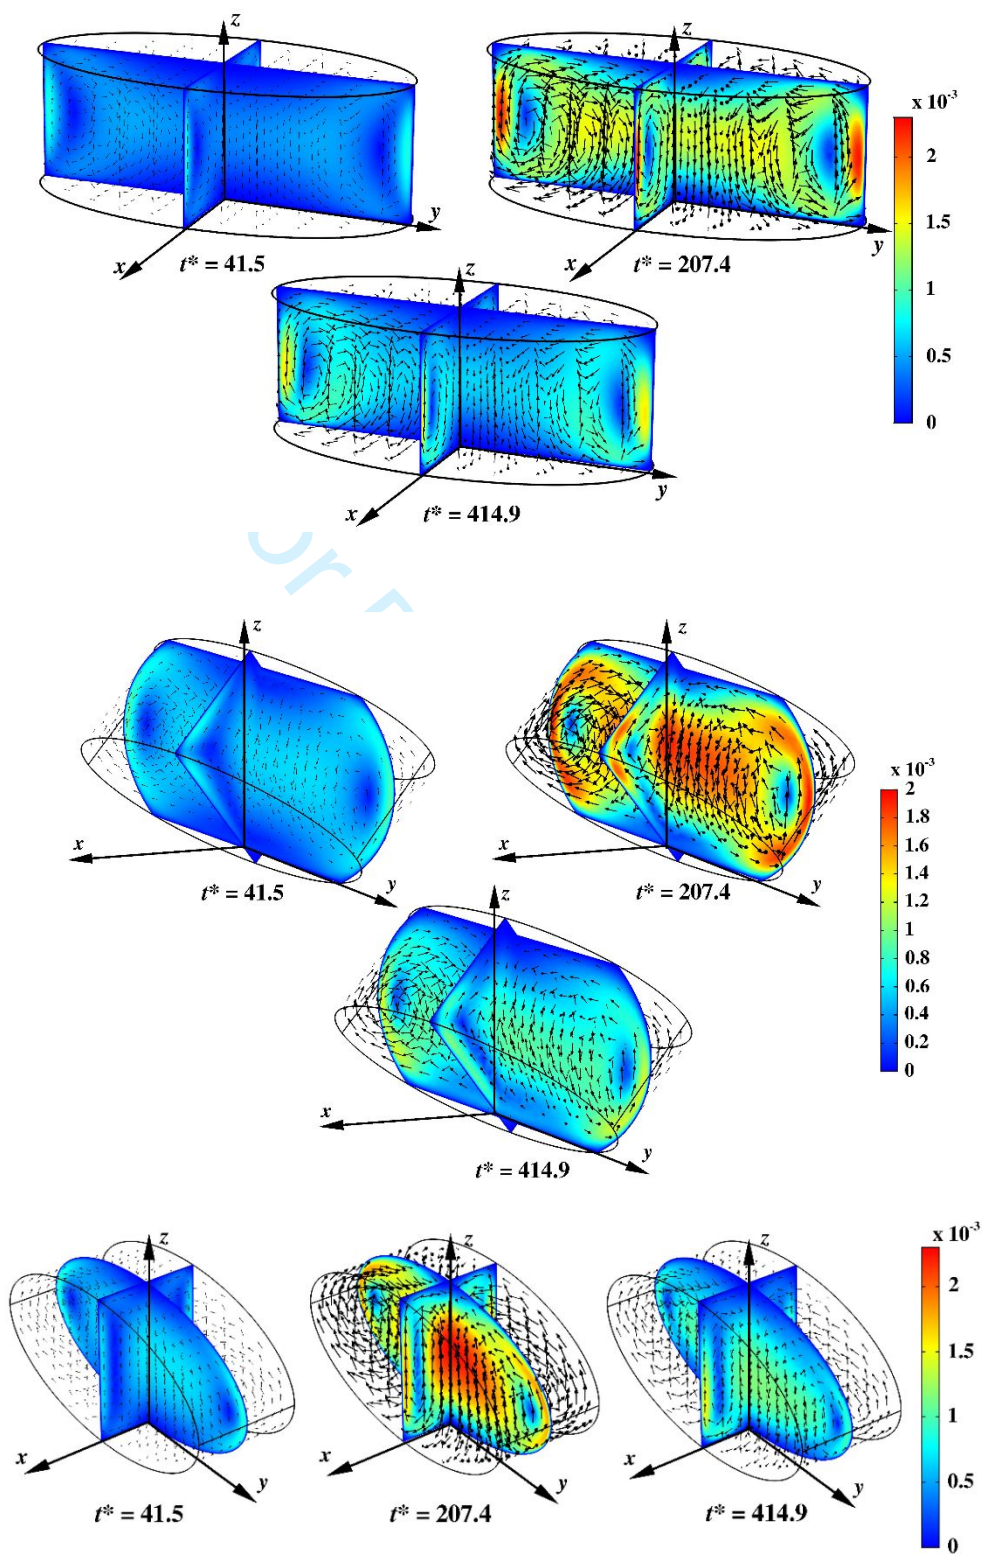 z
z
x 10-3
2
1.5
1
0.5
0
y
y
x
x
t* = 41.5
t* = 207.4
z
y
x
t* = 414.9
or
z
z
x 10-3
2
1.8
1.6
1.4
1.2
1
0.8
0.6
0.4
0.2
0
x
x
y
y
t* = 41.5
t* = 207.4
z
x
y
t* = 414.9
x 10-3
2
1.5
1
0.5
0
z
z
z
x
x
x
y
y
y
t* = 41.5
t* = 207.4
t* = 414.9